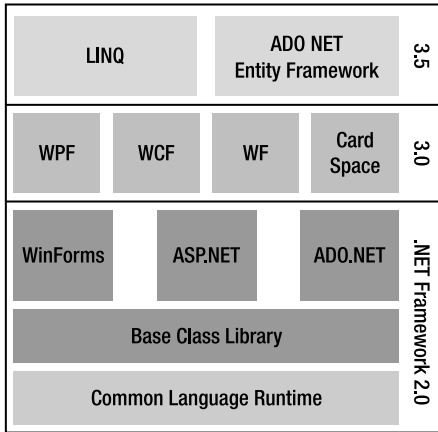 LINQ
ADO NET
Entity Framework
3.5
WPF
WCF
WF
Card
Space
3.0
WinForms
ASP.NET
ADO.NET
Base Class Library
Common Language Runtime
.NET Framework 2.0